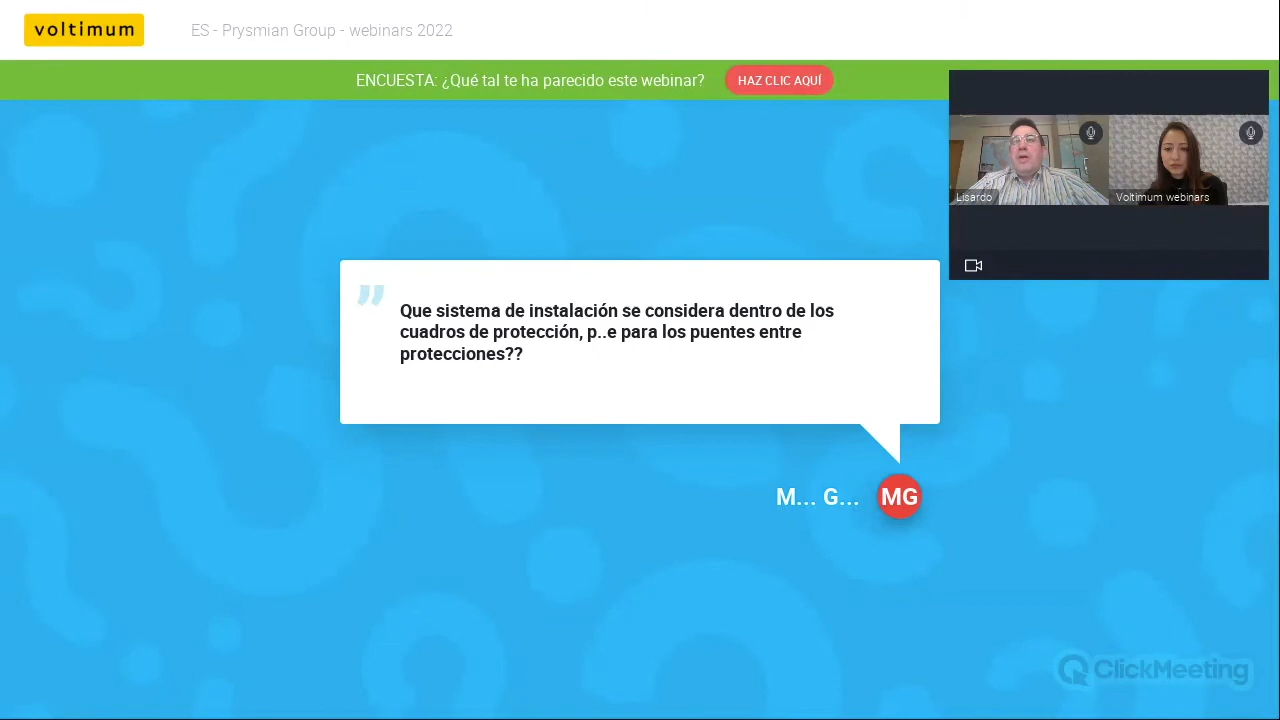 voltimum
ES - Prysmian Group - webinars 2022
ENCUESTA: ¿Qué tal te ha parecido este webinar?
HAZ CLIC AQUÍ
Lisardo
Voltimum webinars
”
Que sistema de instalación se considera dentro de los
cuadros de protección, p..e para los puentes entre
protecciones??
M... G...
MG
ClickMeeting